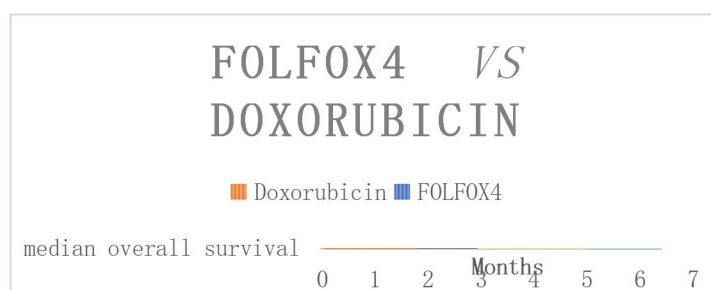 FOLFOX4 VS
DOXORUBICIN
Doxorubicin FOLFOX4
median overall survival
Months
0 1 2 3 4 5 6 7